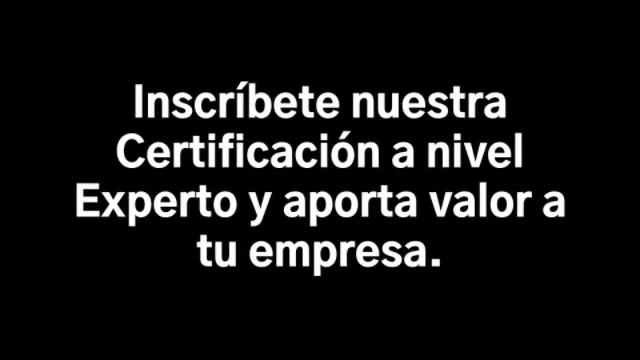 Inscríbete nuestra
Certificación a nivel
Experto y aporta valor a
tu empresa.